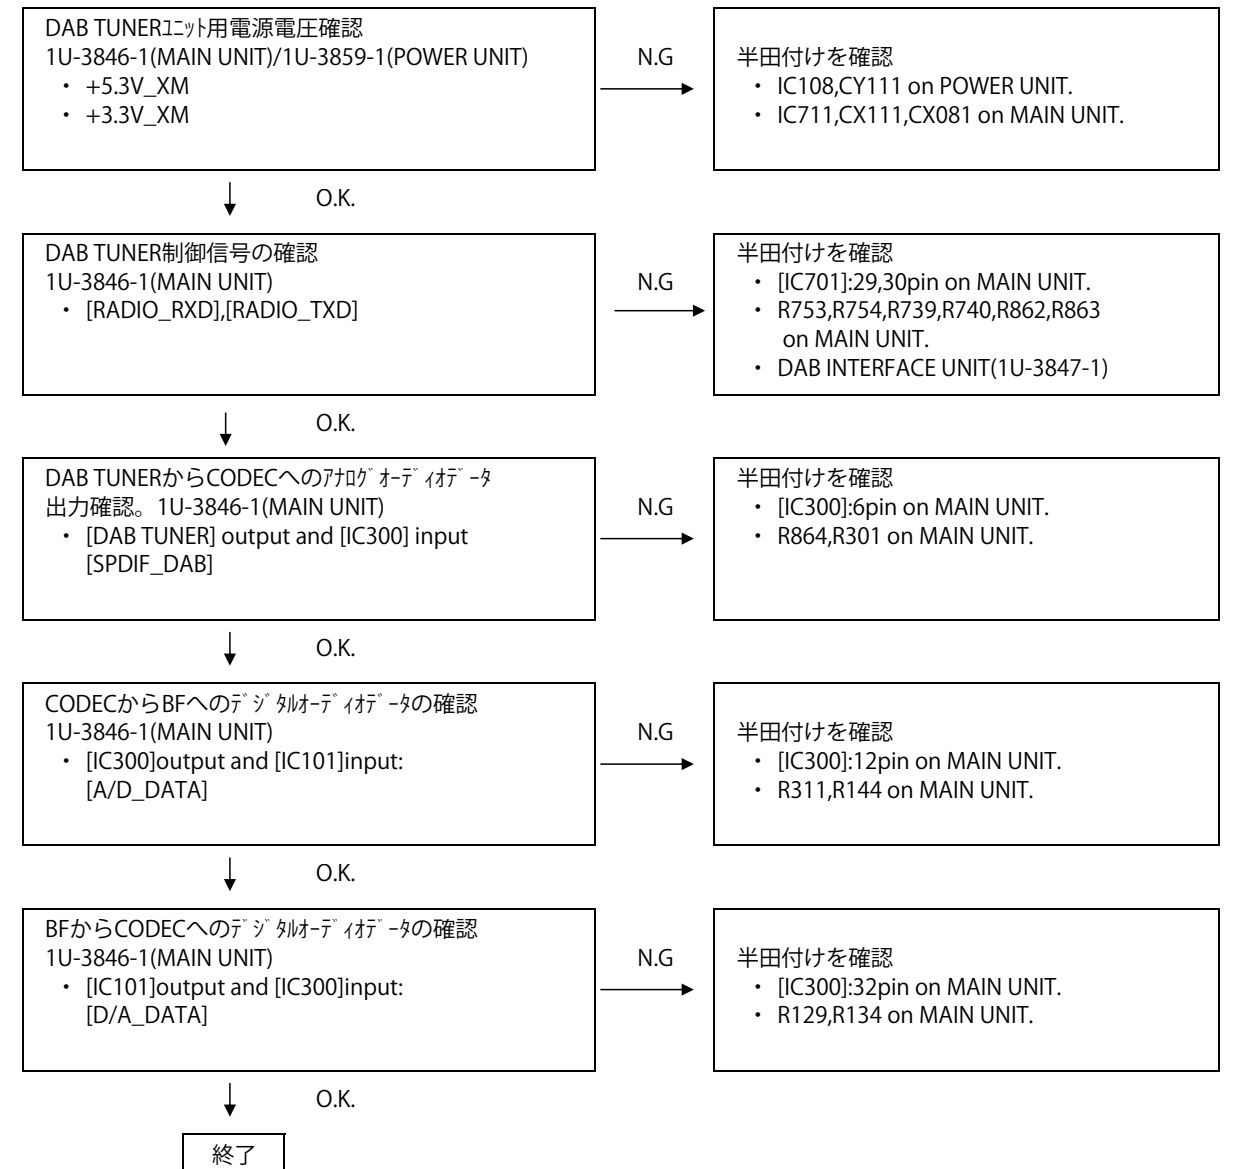 DAB TUNERﾕﾆｯﾄ用電源電圧確認
1U-3846-1(MAIN UNIT)/1U-3859-1(POWER UNIT)
・ +5.3V_XM
・ +3.3V_XM
N.G
半田付けを確認
・ IC108,CY111 on POWER UNIT.
・ IC711,CX111,CX081 on MAIN UNIT.
O.K.
DAB TUNER制御信号の確認
1U-3846-1(MAIN UNIT)
・ [RADIO_RXD],[RADIO_TXD]
N.G
半田付けを確認
・ [IC701]:29,30pin on MAIN UNIT.
・ R753,R754,R739,R740,R862,R863
on MAIN UNIT.
・ DAB INTERFACE UNIT(1U-3847-1)
O.K.
DAB TUNERからCODECへのｱﾅﾛｸﾞｵｰﾃﾞｨｵﾃﾞｰﾀ
出力確認。1U-3846-1(MAIN UNIT)
・ [DAB TUNER] output and [IC300] input
[SPDIF_DAB]
N.G
半田付けを確認
・ [IC300]:6pin on MAIN UNIT.
・ R864,R301 on MAIN UNIT.
O.K.
CODECからBFへのﾃﾞｼﾞﾀﾙｵｰﾃﾞｨｵﾃﾞｰﾀの確認
1U-3846-1(MAIN UNIT)
・ [IC300]output and [IC101]input:
[A/D_DATA]
N.G
半田付けを確認
・ [IC300]:12pin on MAIN UNIT.
・ R311,R144 on MAIN UNIT.
O.K.
BFからCODECへのﾃﾞｼﾞﾀﾙｵｰﾃﾞｨｵﾃﾞｰﾀの確認
1U-3846-1(MAIN UNIT)
・ [IC101]output and [IC300]input:
[D/A_DATA]
N.G
半田付けを確認
・ [IC300]:32pin on MAIN UNIT.
・ R129,R134 on MAIN UNIT.
O.K.
終了